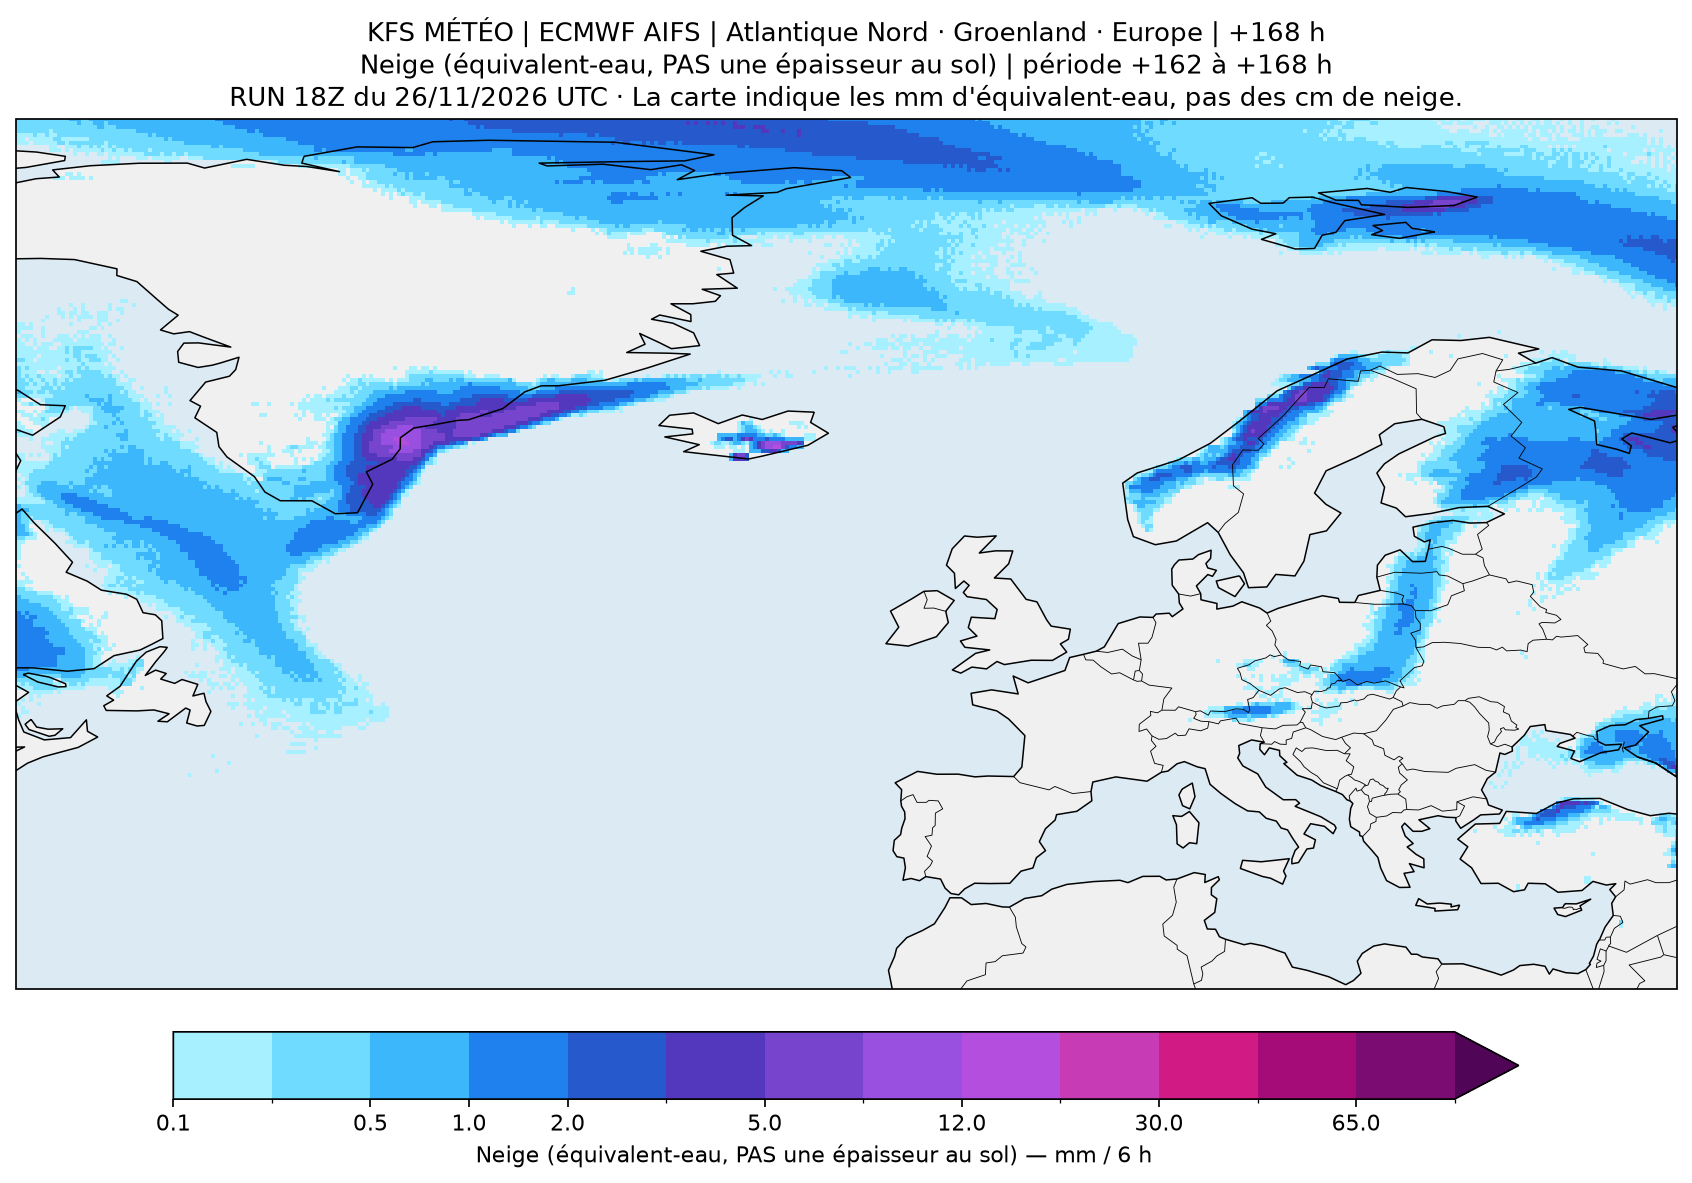 KFS MÉTÉO | ECMWF AIFS | Atlantique Nord · Groenland · Europe | +168 h
Neige (équivalent-eau, PAS une épaisseur au sol) | période +162 à +168 h
RUN 18Z du 26/11/2026 UTC · La carte indique les mm d'équivalent-eau, pas des cm de neige.
0.1 0.5 1.0 2.0 5.0 12.0 30.0 65.0
Neige (équivalent-eau, PAS une épaisseur au sol) — mm / 6 h